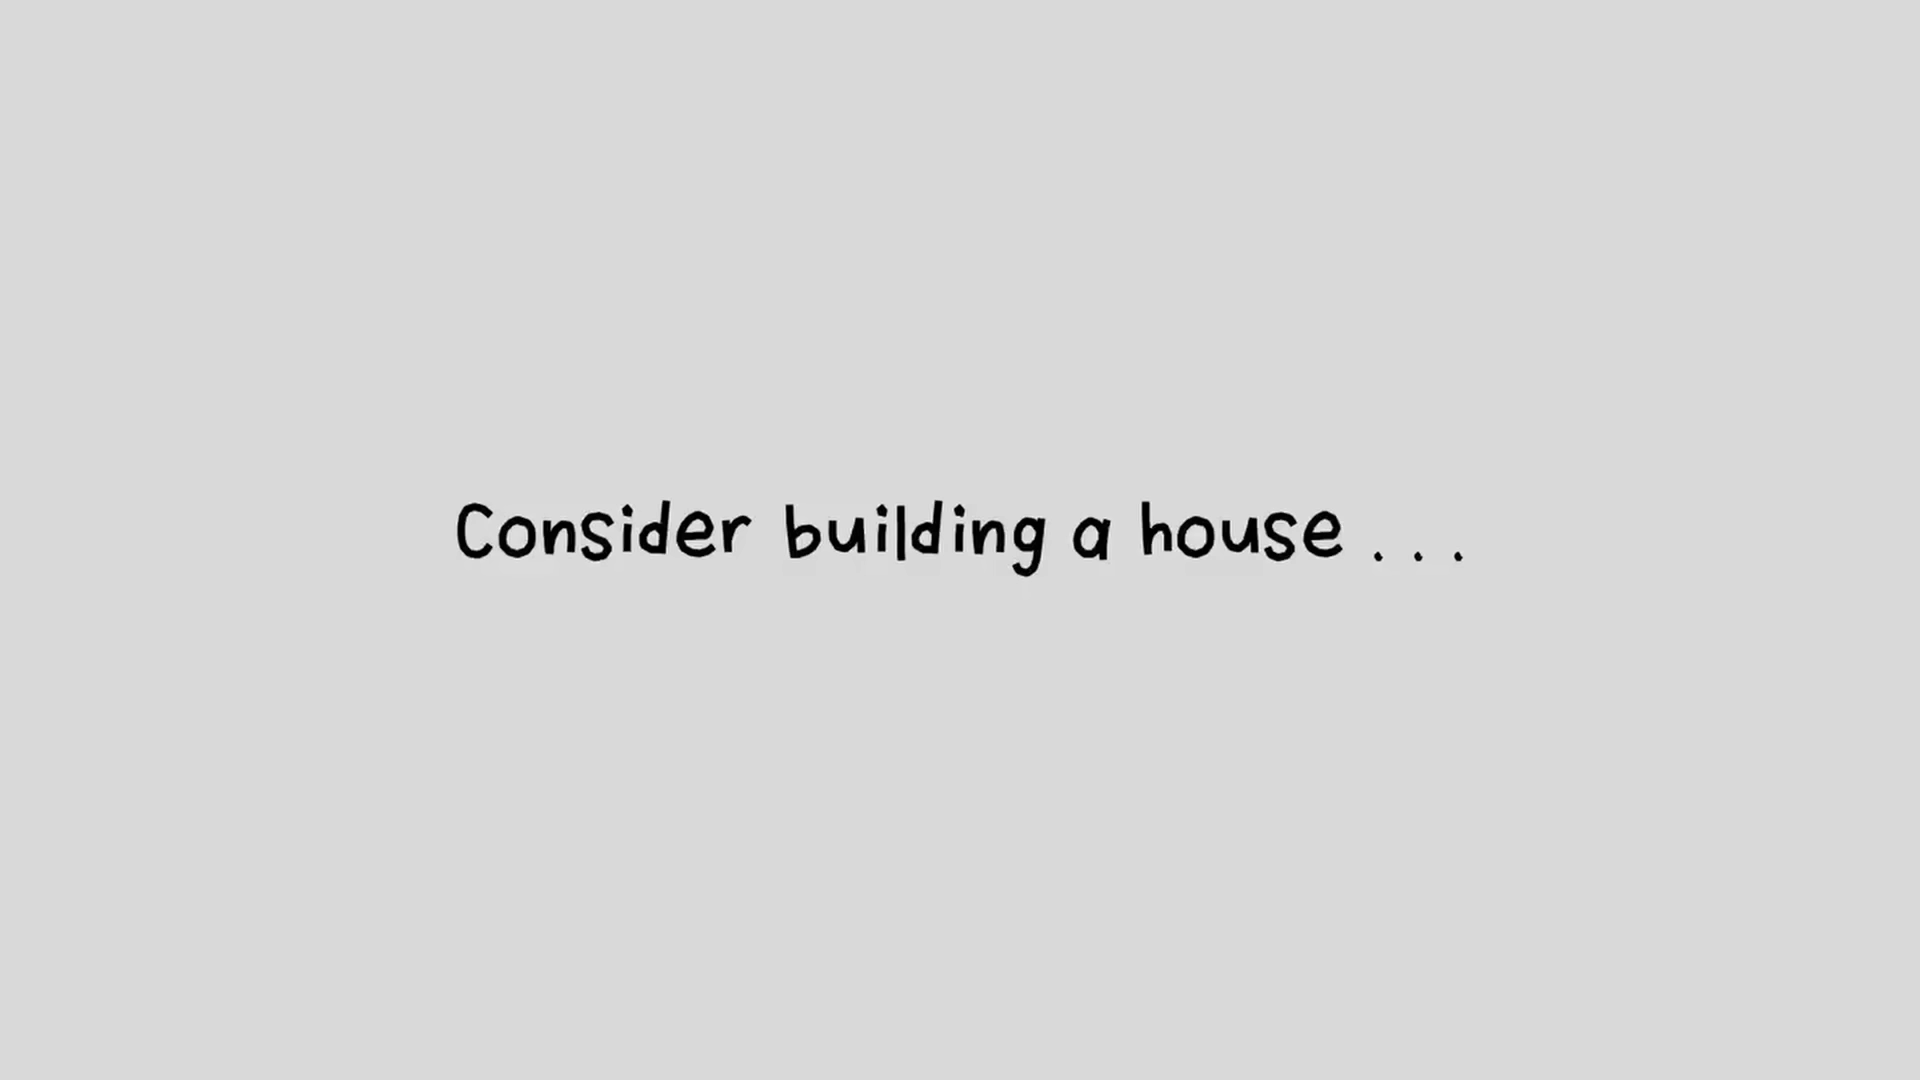 Consider building a house . . .